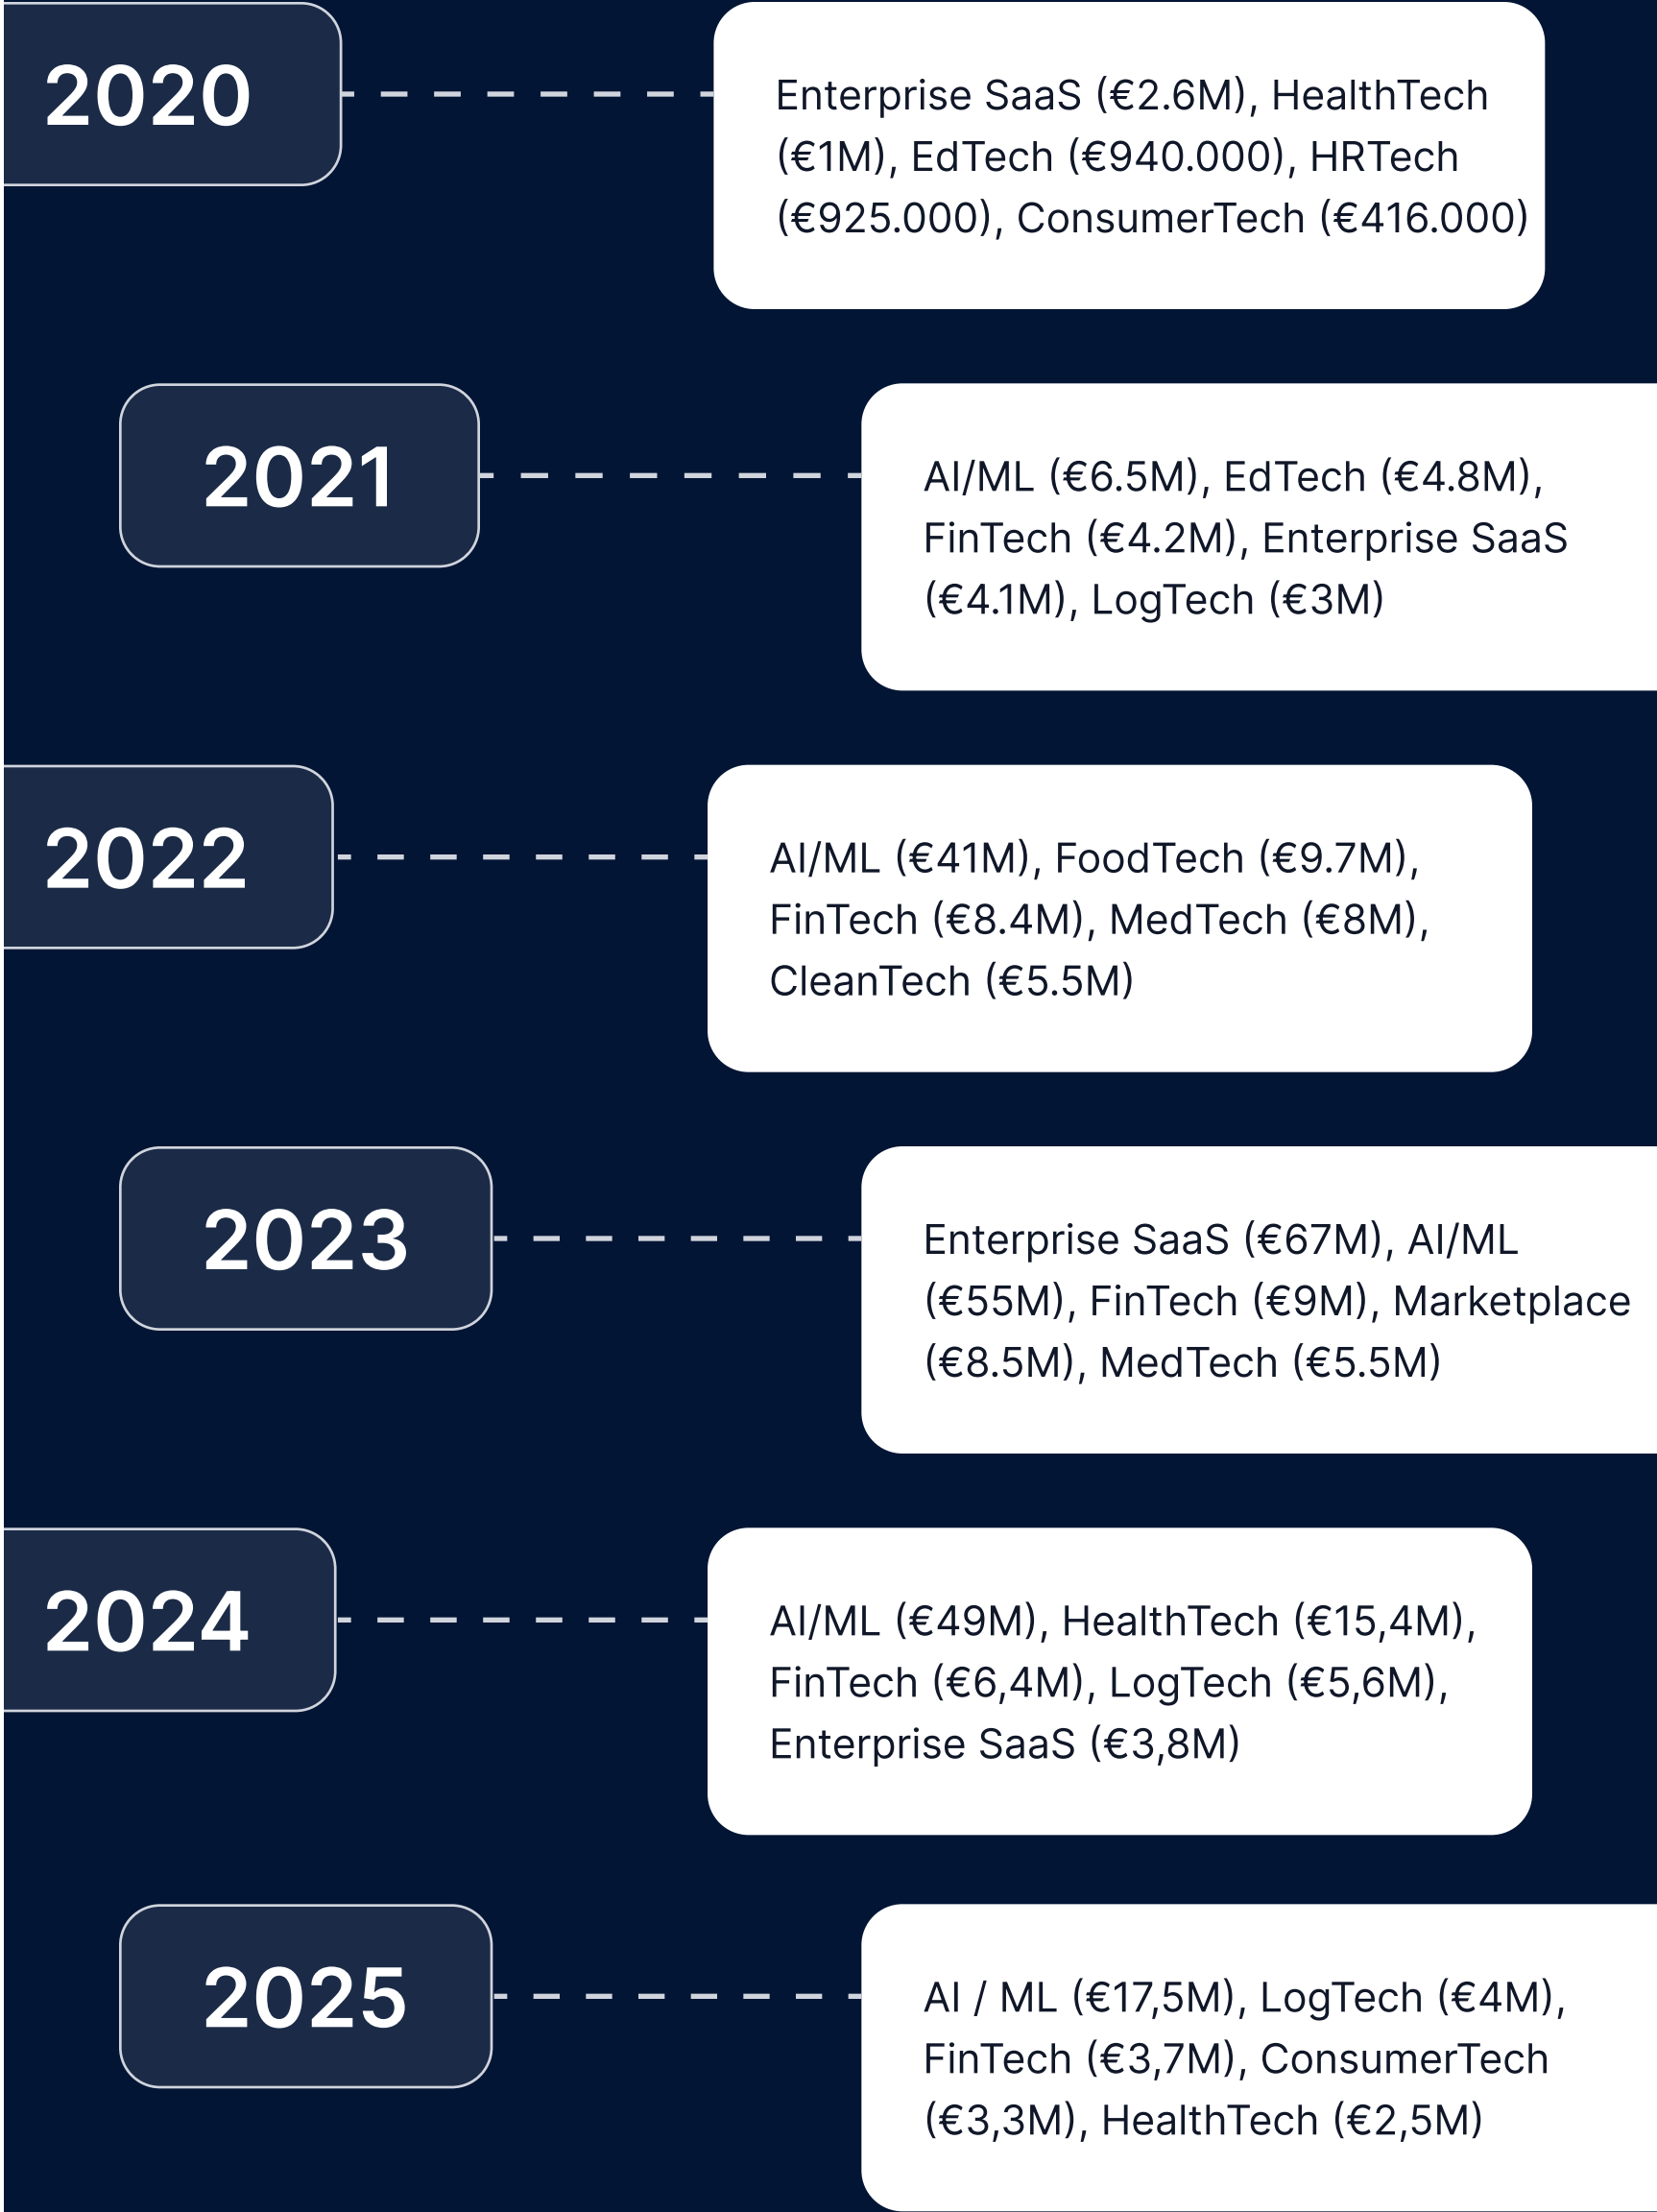 2020
Enterprise SaaS (€2.6M), HealthTech
(€1M), EdTech (€940.000), HRTech
(€925.000), ConsumerTech (€416.000)
2021
AI/ML (€6.5M), EdTech (€4.8M),
FinTech (€4.2M), Enterprise SaaS
(€4.1M), LogTech (€3M)
2022
AI/ML (€41M), FoodTech (€9.7M),
FinTech (€8.4M), MedTech (€8M),
CleanTech (€5.5M)
2023
Enterprise SaaS (€67M), AI/ML
(€55M), FinTech (€9M), Marketplace
(€8.5M), MedTech (€5.5M)
2024
AI/ML (€49M), HealthTech (€15,4M),
FinTech (€6,4M), LogTech (€5,6M),
Enterprise SaaS (€3,8M)
2025
AI / ML (€17,5M), LogTech (€4M),
FinTech (€3,7M), ConsumerTech
(€3,3M), HealthTech (€2,5M)